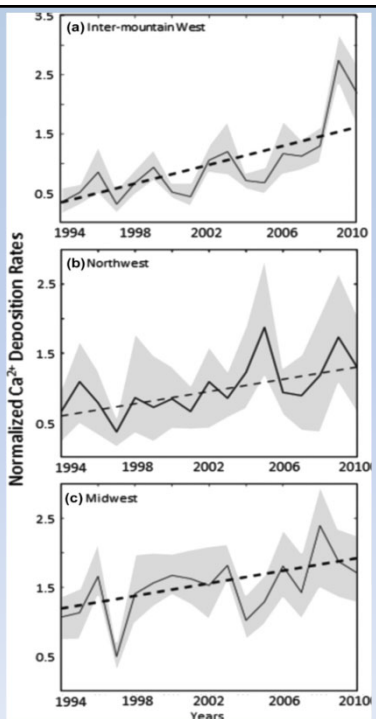 Normalized Ca²⁺ Deposition Rates
(a) Inter-mountain West
3.5
2.5
1.5
0.5
1994 1998 2002 2006 2010
(b) Northwest
2.5
1.5
0.5
1994 1998 2002 2006 2010
(c) Midwest
2.5
1.5
0.5
1994 1998 2002 2006 2010
Years